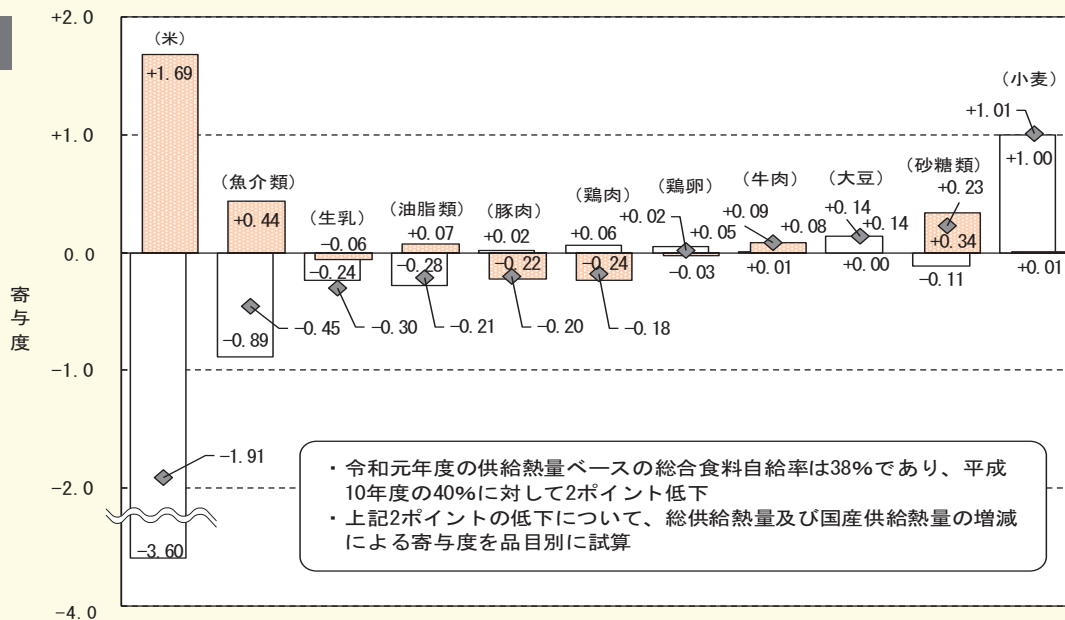 +2.0
+1.0
0.0
-1.0
-2.0
-4.0
寄与度
（米）
+1.69
-1.91
-3.60
（魚介類）
+0.44
-0.45
-0.89
（生乳）
-0.06
-0.24
-0.30
（油脂類）
+0.07
-0.28
-0.21
（豚肉）
+0.02
-0.22
-0.20
（鶏肉）
+0.06
-0.24
-0.18
（鶏卵）
+0.02
+0.05
-0.03
（牛肉）
+0.09
+0.08
+0.01
（大豆）
+0.14
+0.14
+0.00
（砂糖類）
+0.23
+0.34
-0.11
（小麦）
+1.01
+1.00
+0.01
・令和元年度の供給熱量ベースの総合食料自給率は38%であり、平成
10年度の40%に対して2ポイント低下
・上記2ポイントの低下について、総供給熱量及び国産供給熱量の増減
による寄与度を品目別に試算